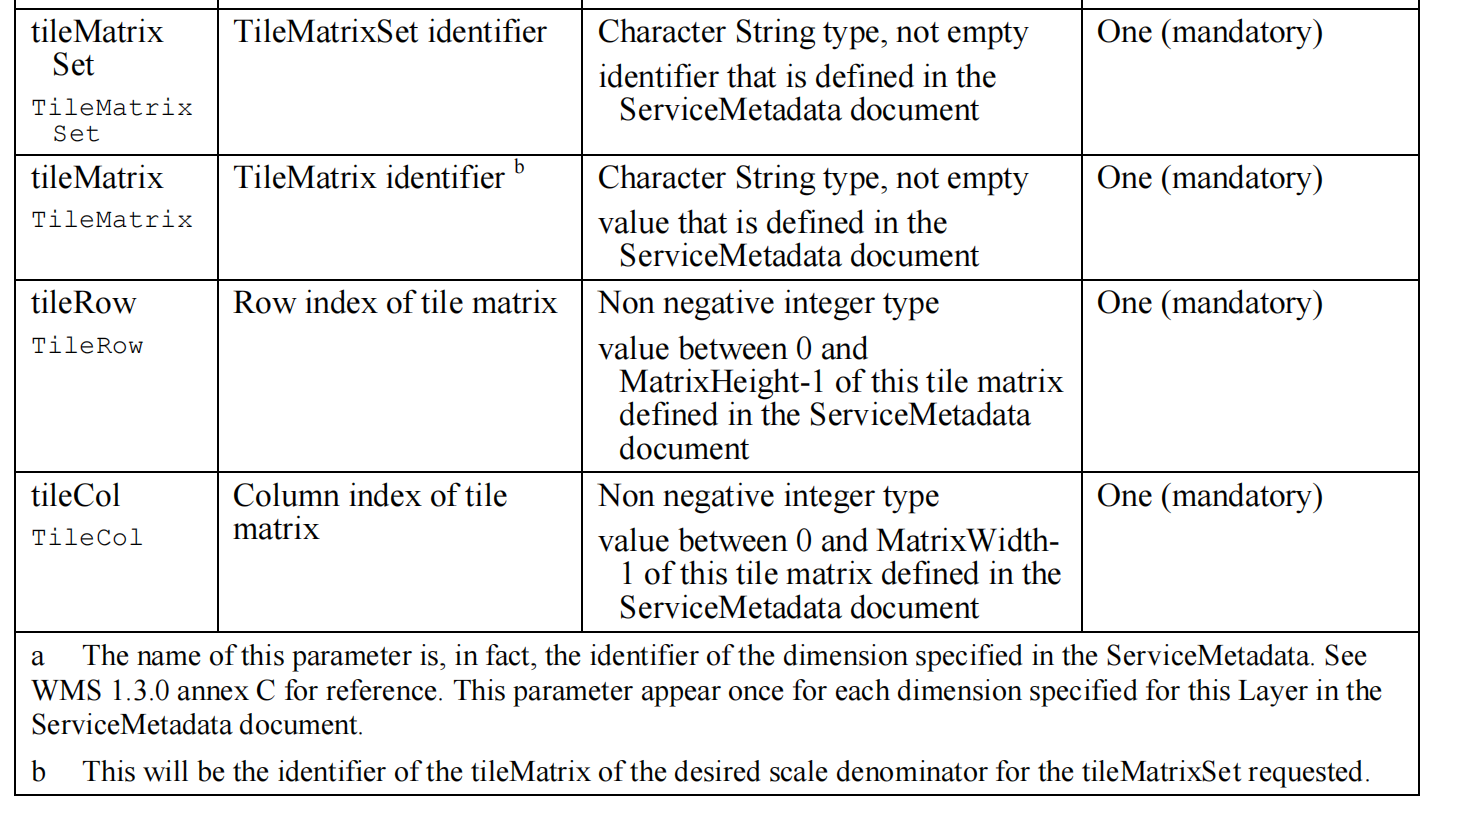 tileMatrix
Set
TileMatrix
Set
TileMatrixSet identifier
Character String type, not empty
identifier that is defined in the
ServiceMetadata document
One (mandatory)
tileMatrix
TileMatrix
TileMatrix identifier b
Character String type, not empty
value that is defined in the
ServiceMetadata document
One (mandatory)
tileRow
TileRow
Row index of tile matrix
Non negative integer type
value between 0 and
MatrixHeight-1 of this tile matrix
defined in the ServiceMetadata
document
One (mandatory)
tileCol
TileCol
Column index of tile
matrix
Non negative integer type
value between 0 and MatrixWidth-
1 of this tile matrix defined in the
ServiceMetadata document
One (mandatory)
a The name of this parameter is, in fact, the identifier of the dimension specified in the ServiceMetadata. See
WMS 1.3.0 annex C for reference. This parameter appear once for each dimension specified for this Layer in the
ServiceMetadata document.
b This will be the identifier of the tileMatrix of the desired scale denominator for the tileMatrixSet requested.